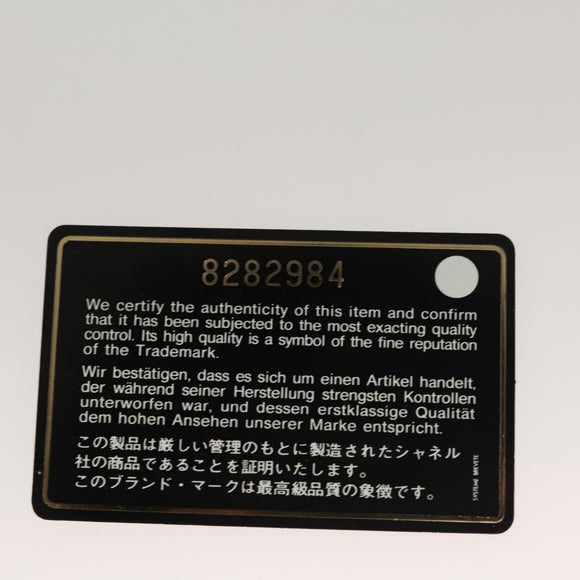 8282984
We certify the authenticity of this item and confirm
that it has been subjected to the most exacting quality
control. Its high quality is a symbol of the fine reputation
of the Trademark.
Wir bestätigen, dass es sich um einen Artikel handelt,
der während seiner Herstellung strengsten Kontrollen
unterworfen war, und dessen erstklassige Qualität
dem hohen Ansehen unserer Marke entspricht.
この製品は厳しい管理のもとに製造されたシャネル
社の商品であることを証明いたします。
このブランド・マークは最高級品質の象徴です。
SYSTEME BREVETE